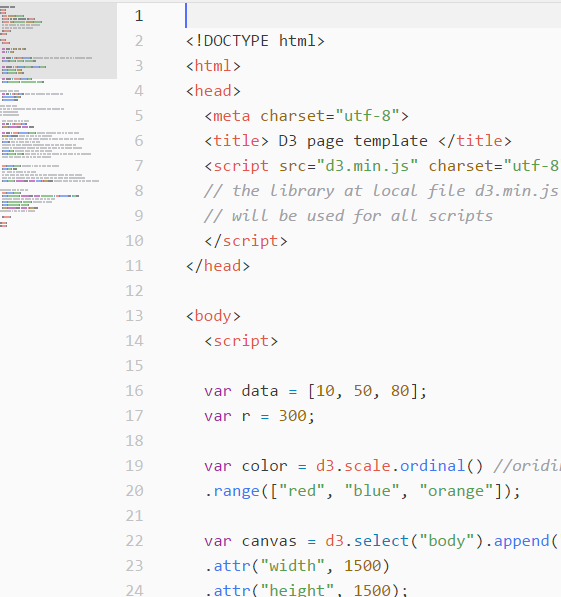 1
2 <!DOCTYPE html>
3 <html>
4 <head>
5 <meta charset="utf-8">
6 <title> D3 page template </title>
7 <script src="d3.min.js" charset="utf-8
8 // the library at local file d3.min.js
9 // will be used for all scripts
10 </script>
11 </head>
12
13 <body>
14 <script>
15
16 var data = [10, 50, 80];
17 var r = 300;
18
19 var color = d3.scale.ordinal() //oridi
20 .range(["red", "blue", "orange"]);
21
22 var canvas = d3.select("body").append(
23 .attr("width", 1500)
24 .attr("height", 1500);